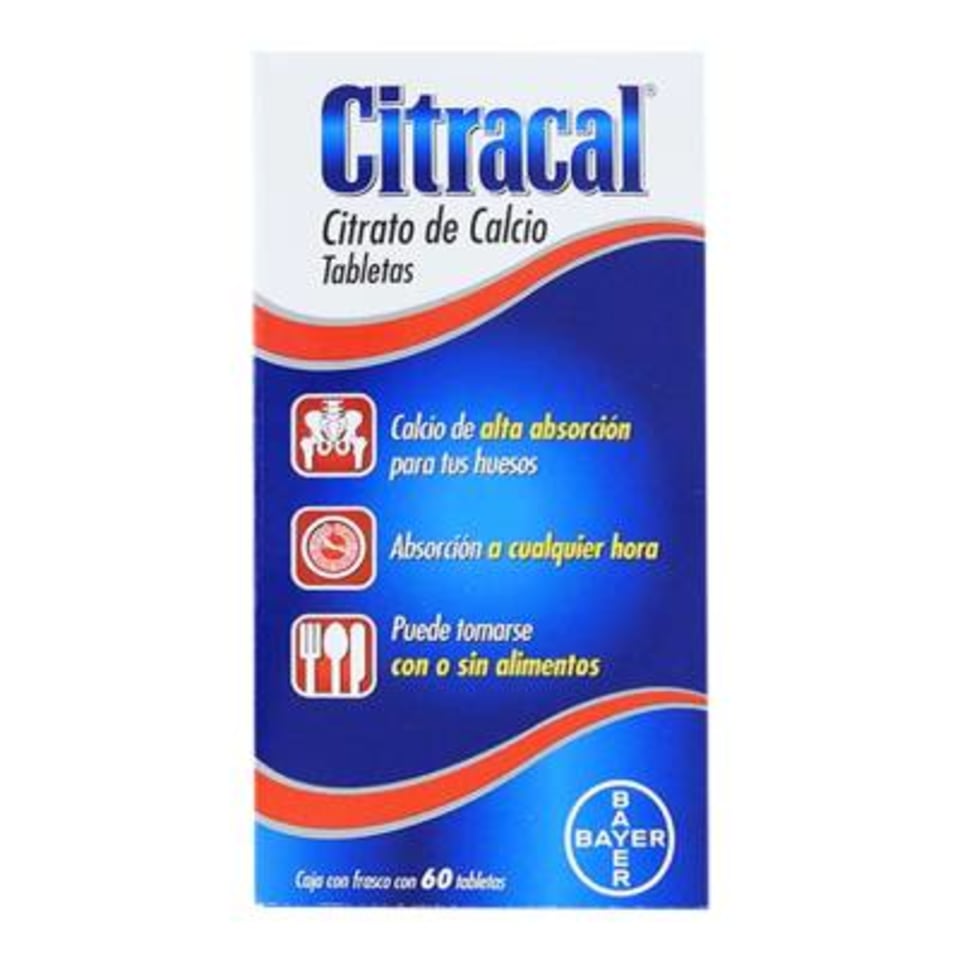 Citracal®
Citrato de Calcio
Tabletas
Calcio de alta absorción
para tus huesos
Absorción a cualquier hora
Puede tomarse
con o sin alimentos
BAYER
BAYER
Caja con frasco con 60 tabletas